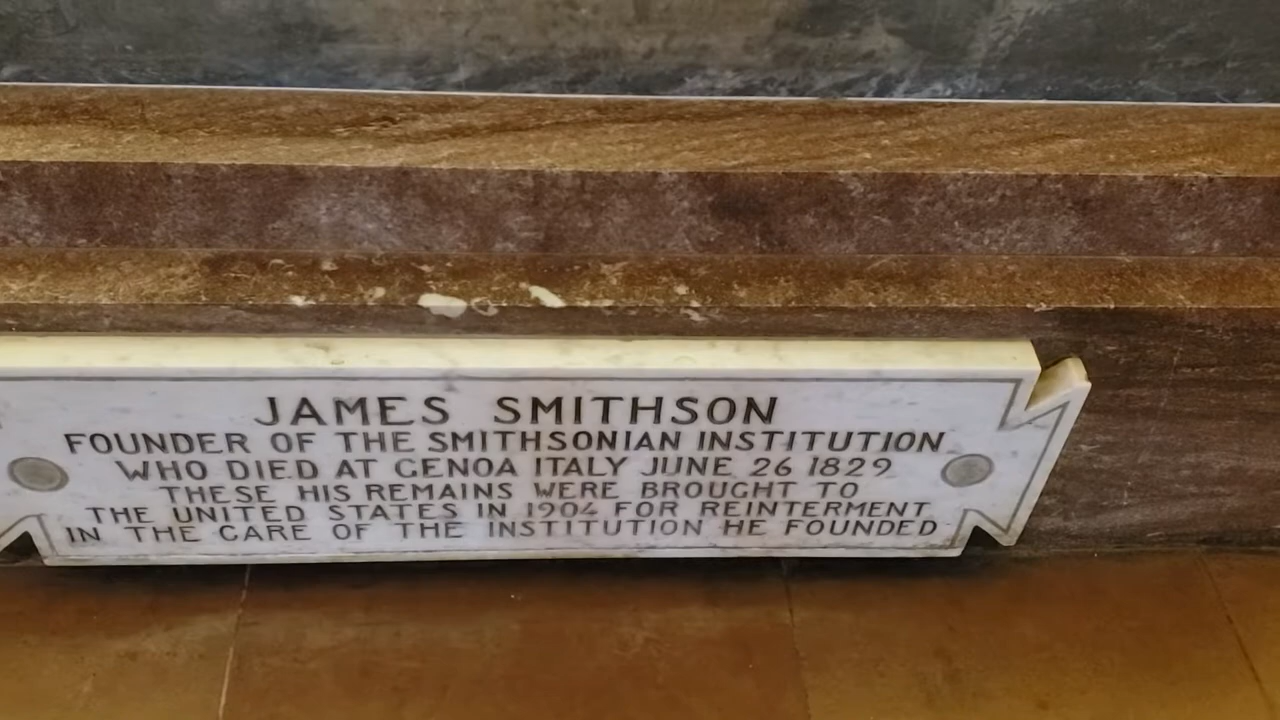 JAMES SMITHSON
FOUNDER OF THE SMITHSONIAN INSTITUTION
WHO DIED AT GENOA ITALY JUNE 26 1829
THESE HIS REMAINS WERE BROUGHT TO
THE UNITED STATES IN 1904 FOR REINTERMENT
IN THE CARE OF THE INSTITUTION HE FOUNDED